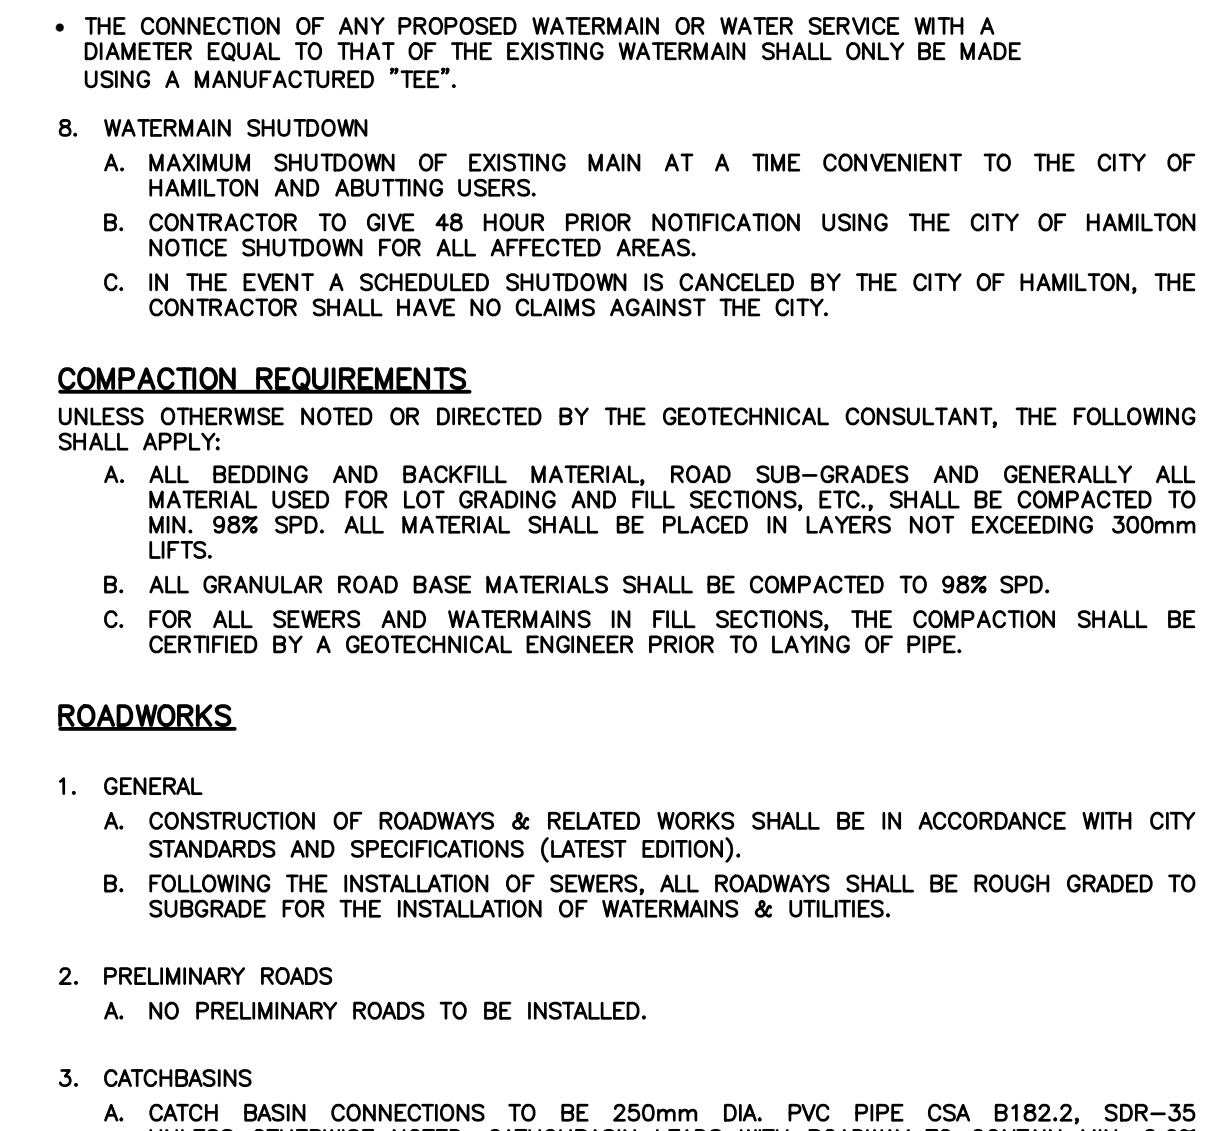 • THE CONNECTION OF ANY PROPOSED WATERMAIN OR WATER SERVICE WITH A
DIAMETER EQUAL TO THAT OF THE EXISTING WATERMAIN SHALL ONLY BE MADE
USING A MANUFACTURED "TEE".
8. WATERMAIN SHUTDOWN
A. MAXIMUM SHUTDOWN OF EXISTING MAIN AT A TIME CONVENIENT TO THE CITY OF
HAMILTON AND ABUTTING USERS.
B. CONTRACTOR TO GIVE 48 HOUR PRIOR NOTIFICATION USING THE CITY OF HAMILTON
NOTICE SHUTDOWN FOR ALL AFFECTED AREAS.
C. IN THE EVENT A SCHEDULED SHUTDOWN IS CANCELED BY THE CITY OF HAMILTON, THE
CONTRACTOR SHALL HAVE NO CLAIMS AGAINST THE CITY.
COMPACTION REQUIREMENTS
UNLESS OTHERWISE NOTED OR DIRECTED BY THE GEOTECHNICAL CONSULTANT, THE FOLLOWING
SHALL APPLY:
A. ALL BEDDING AND BACKFILL MATERIAL, ROAD SUB-GRADES AND GENERALLY ALL
MATERIAL USED FOR LOT GRADING AND FILL SECTIONS, ETC., SHALL BE COMPACTED TO
MIN. 98% SPD. ALL MATERIAL SHALL BE PLACED IN LAYERS NOT EXCEEDING 300mm
LIFTS.
B. ALL GRANULAR ROAD BASE MATERIALS SHALL BE COMPACTED TO 98% SPD.
C. FOR ALL SEWERS AND WATERMAINS IN FILL SECTIONS, THE COMPACTION SHALL BE
CERTIFIED BY A GEOTECHNICAL ENGINEER PRIOR TO LAYING OF PIPE.
ROADWORKS
1. GENERAL
A. CONSTRUCTION OF ROADWAYS & RELATED WORKS SHALL BE IN ACCORDANCE WITH CITY
STANDARDS AND SPECIFICATIONS (LATEST EDITION).
B. FOLLOWING THE INSTALLATION OF SEWERS, ALL ROADWAYS SHALL BE ROUGH GRADED TO
SUBGRADE FOR THE INSTALLATION OF WATERMAINS & UTILITIES.
2. PRELIMINARY ROADS
A. NO PRELIMINARY ROADS TO BE INSTALLED.
3. CATCHBASINS
A. CATCH BASIN CONNECTIONS TO BE 250mm DIA. PVC PIPE CSA B182.2, SDR-35